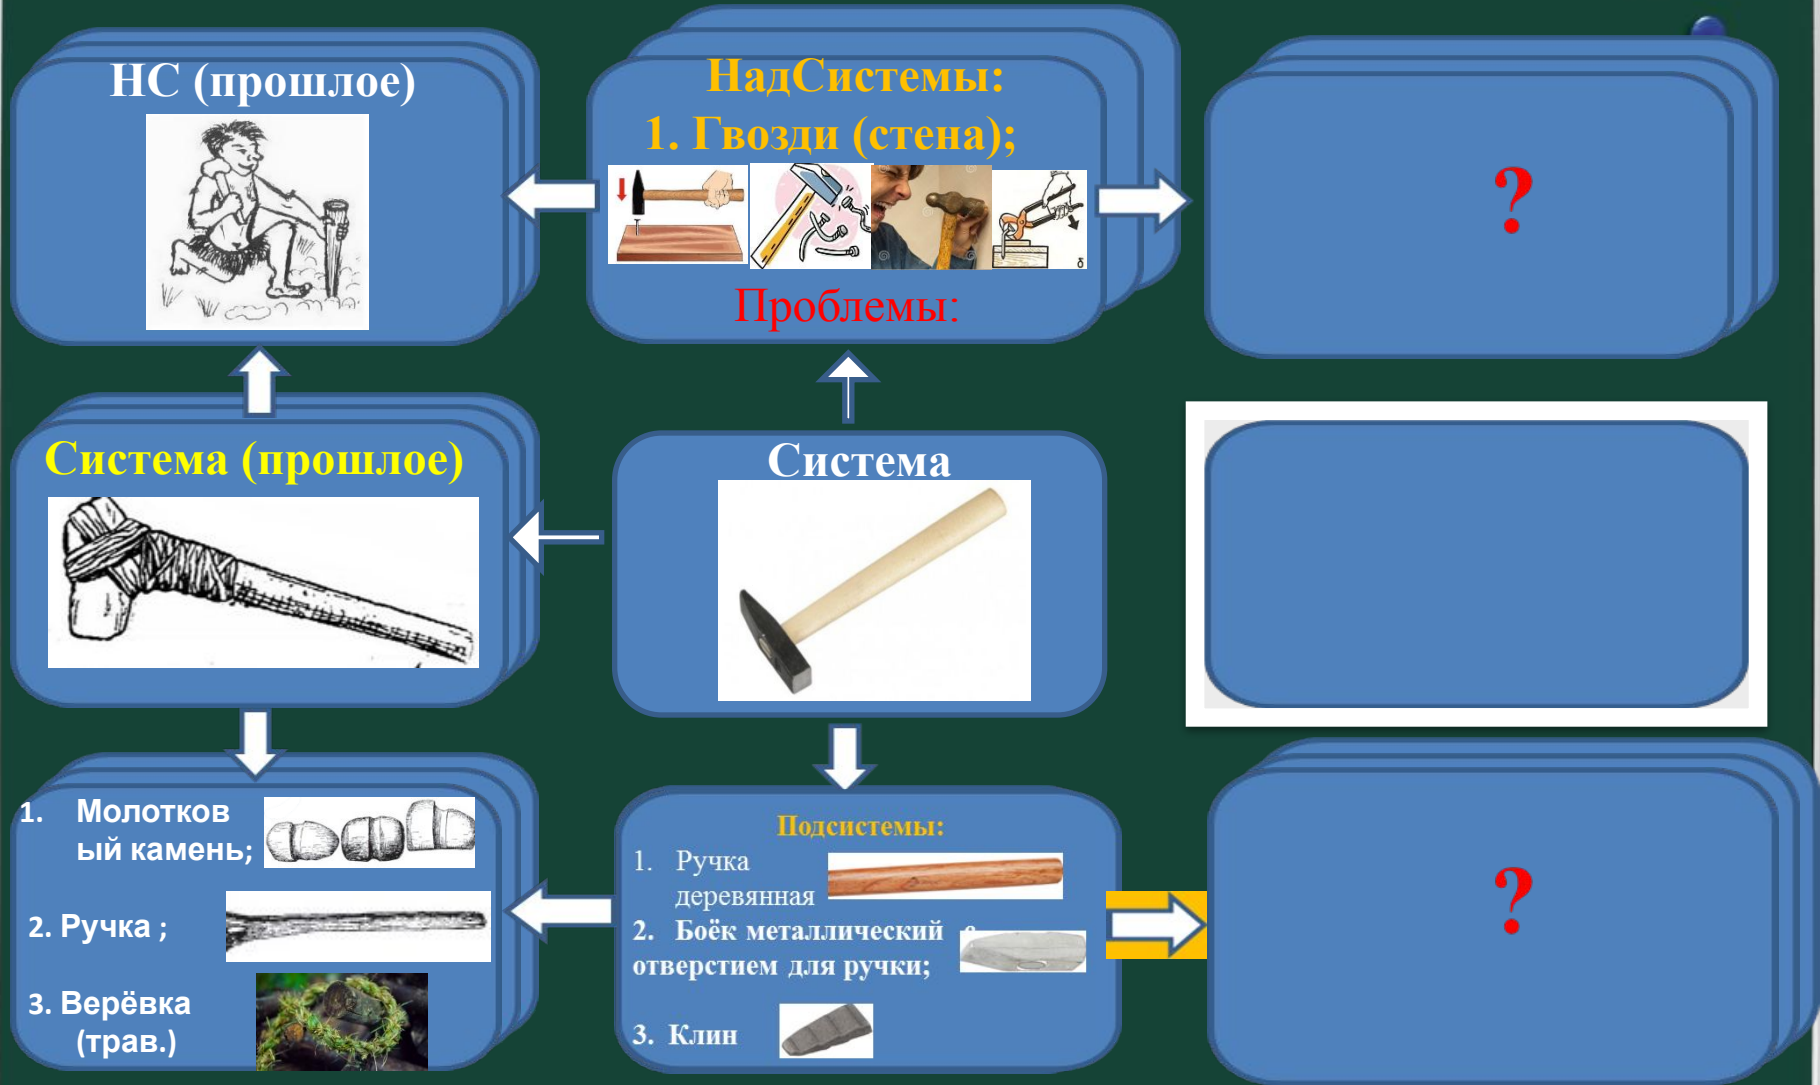 НС (прошлое)
НадСистемы:
1. Гвозди (стена);
δ
Проблемы:
?
Система (прошлое)
Система
1. Молотков
ый камень;
2. Ручка ;
3. Верёвка
(трав.)
Подсистемы:
1. Ручка
деревянная
2. Боёк металлический с
отверстием для ручки;
3. Клин
?